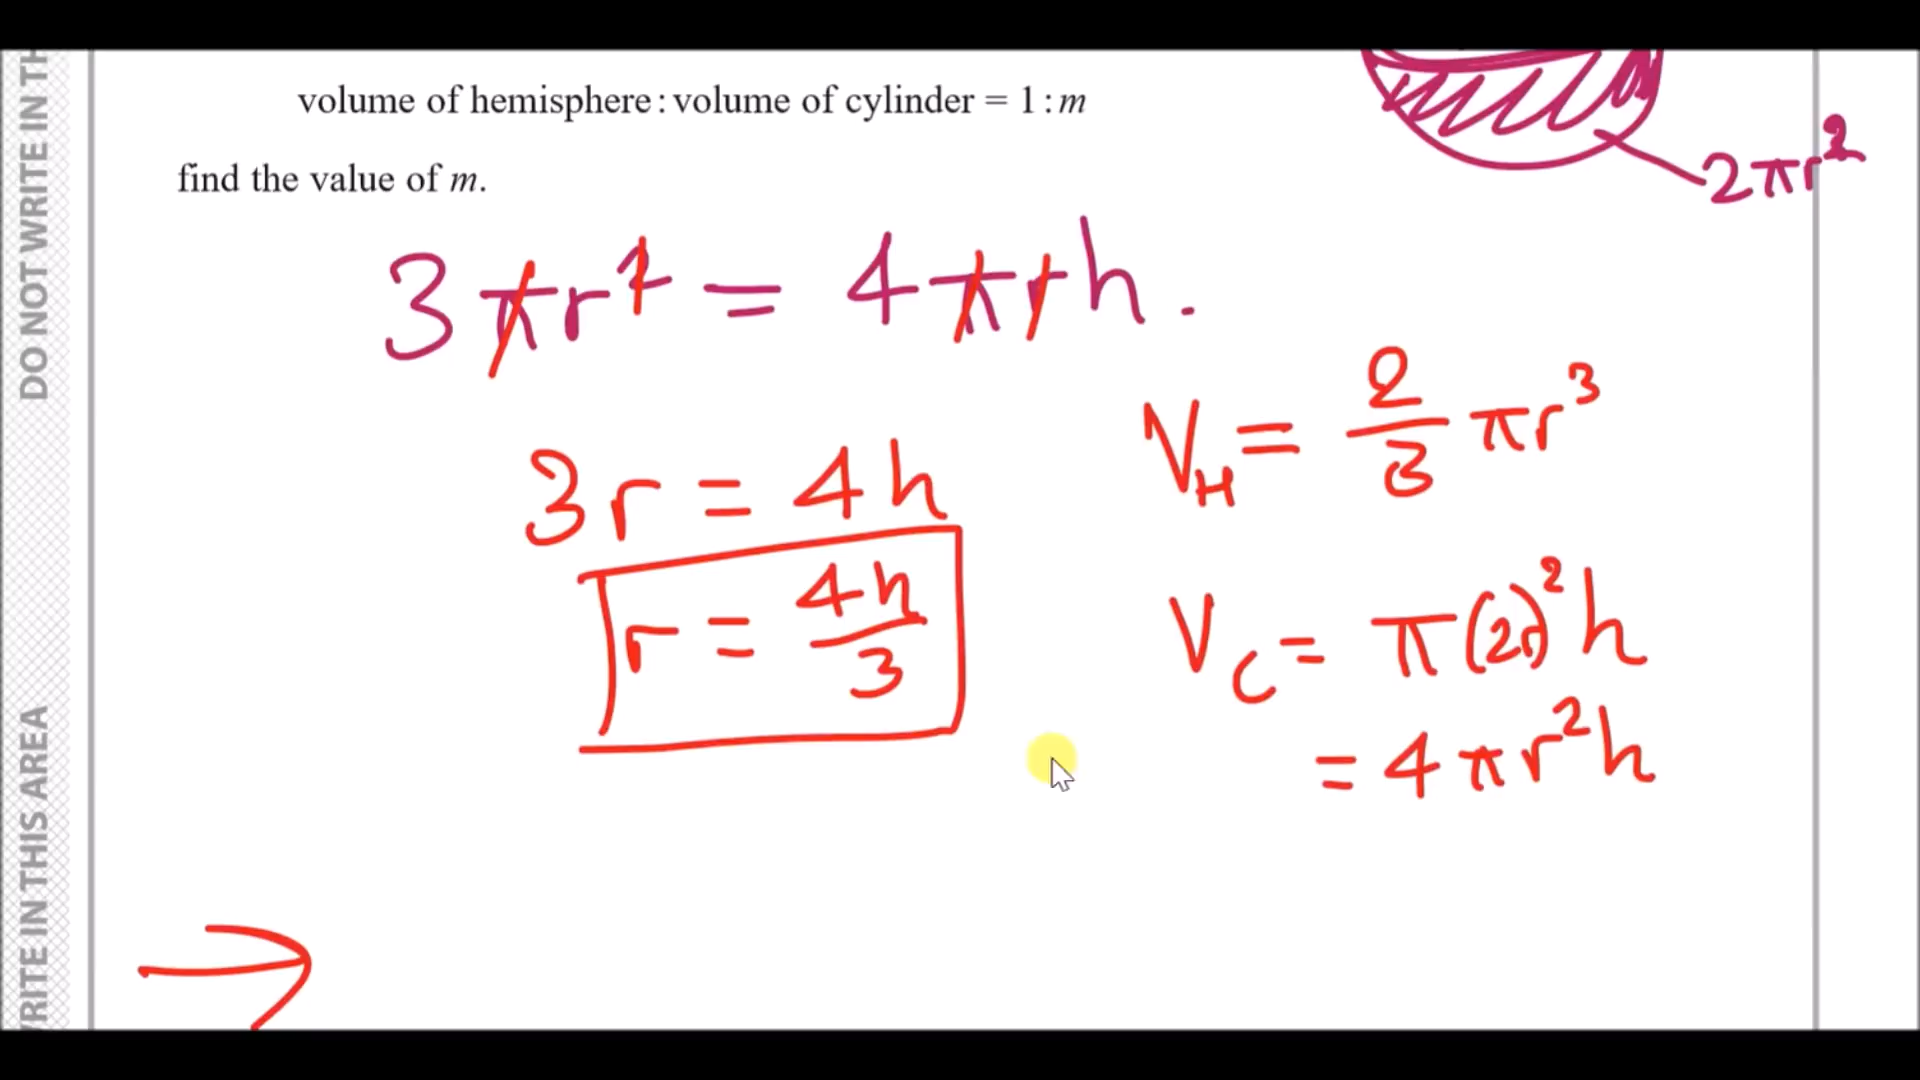 DO NOT WRITE IN TH
WRITE IN THIS AREA
volume of hemisphere : volume of cylinder = 1 : m
find the value of m.
2πr²
3πr² = 4πrh.
3r = 4h
r = 4h/3
V_H = 2/3 πr³
V_C = π(2r)²h
= 4πr²h